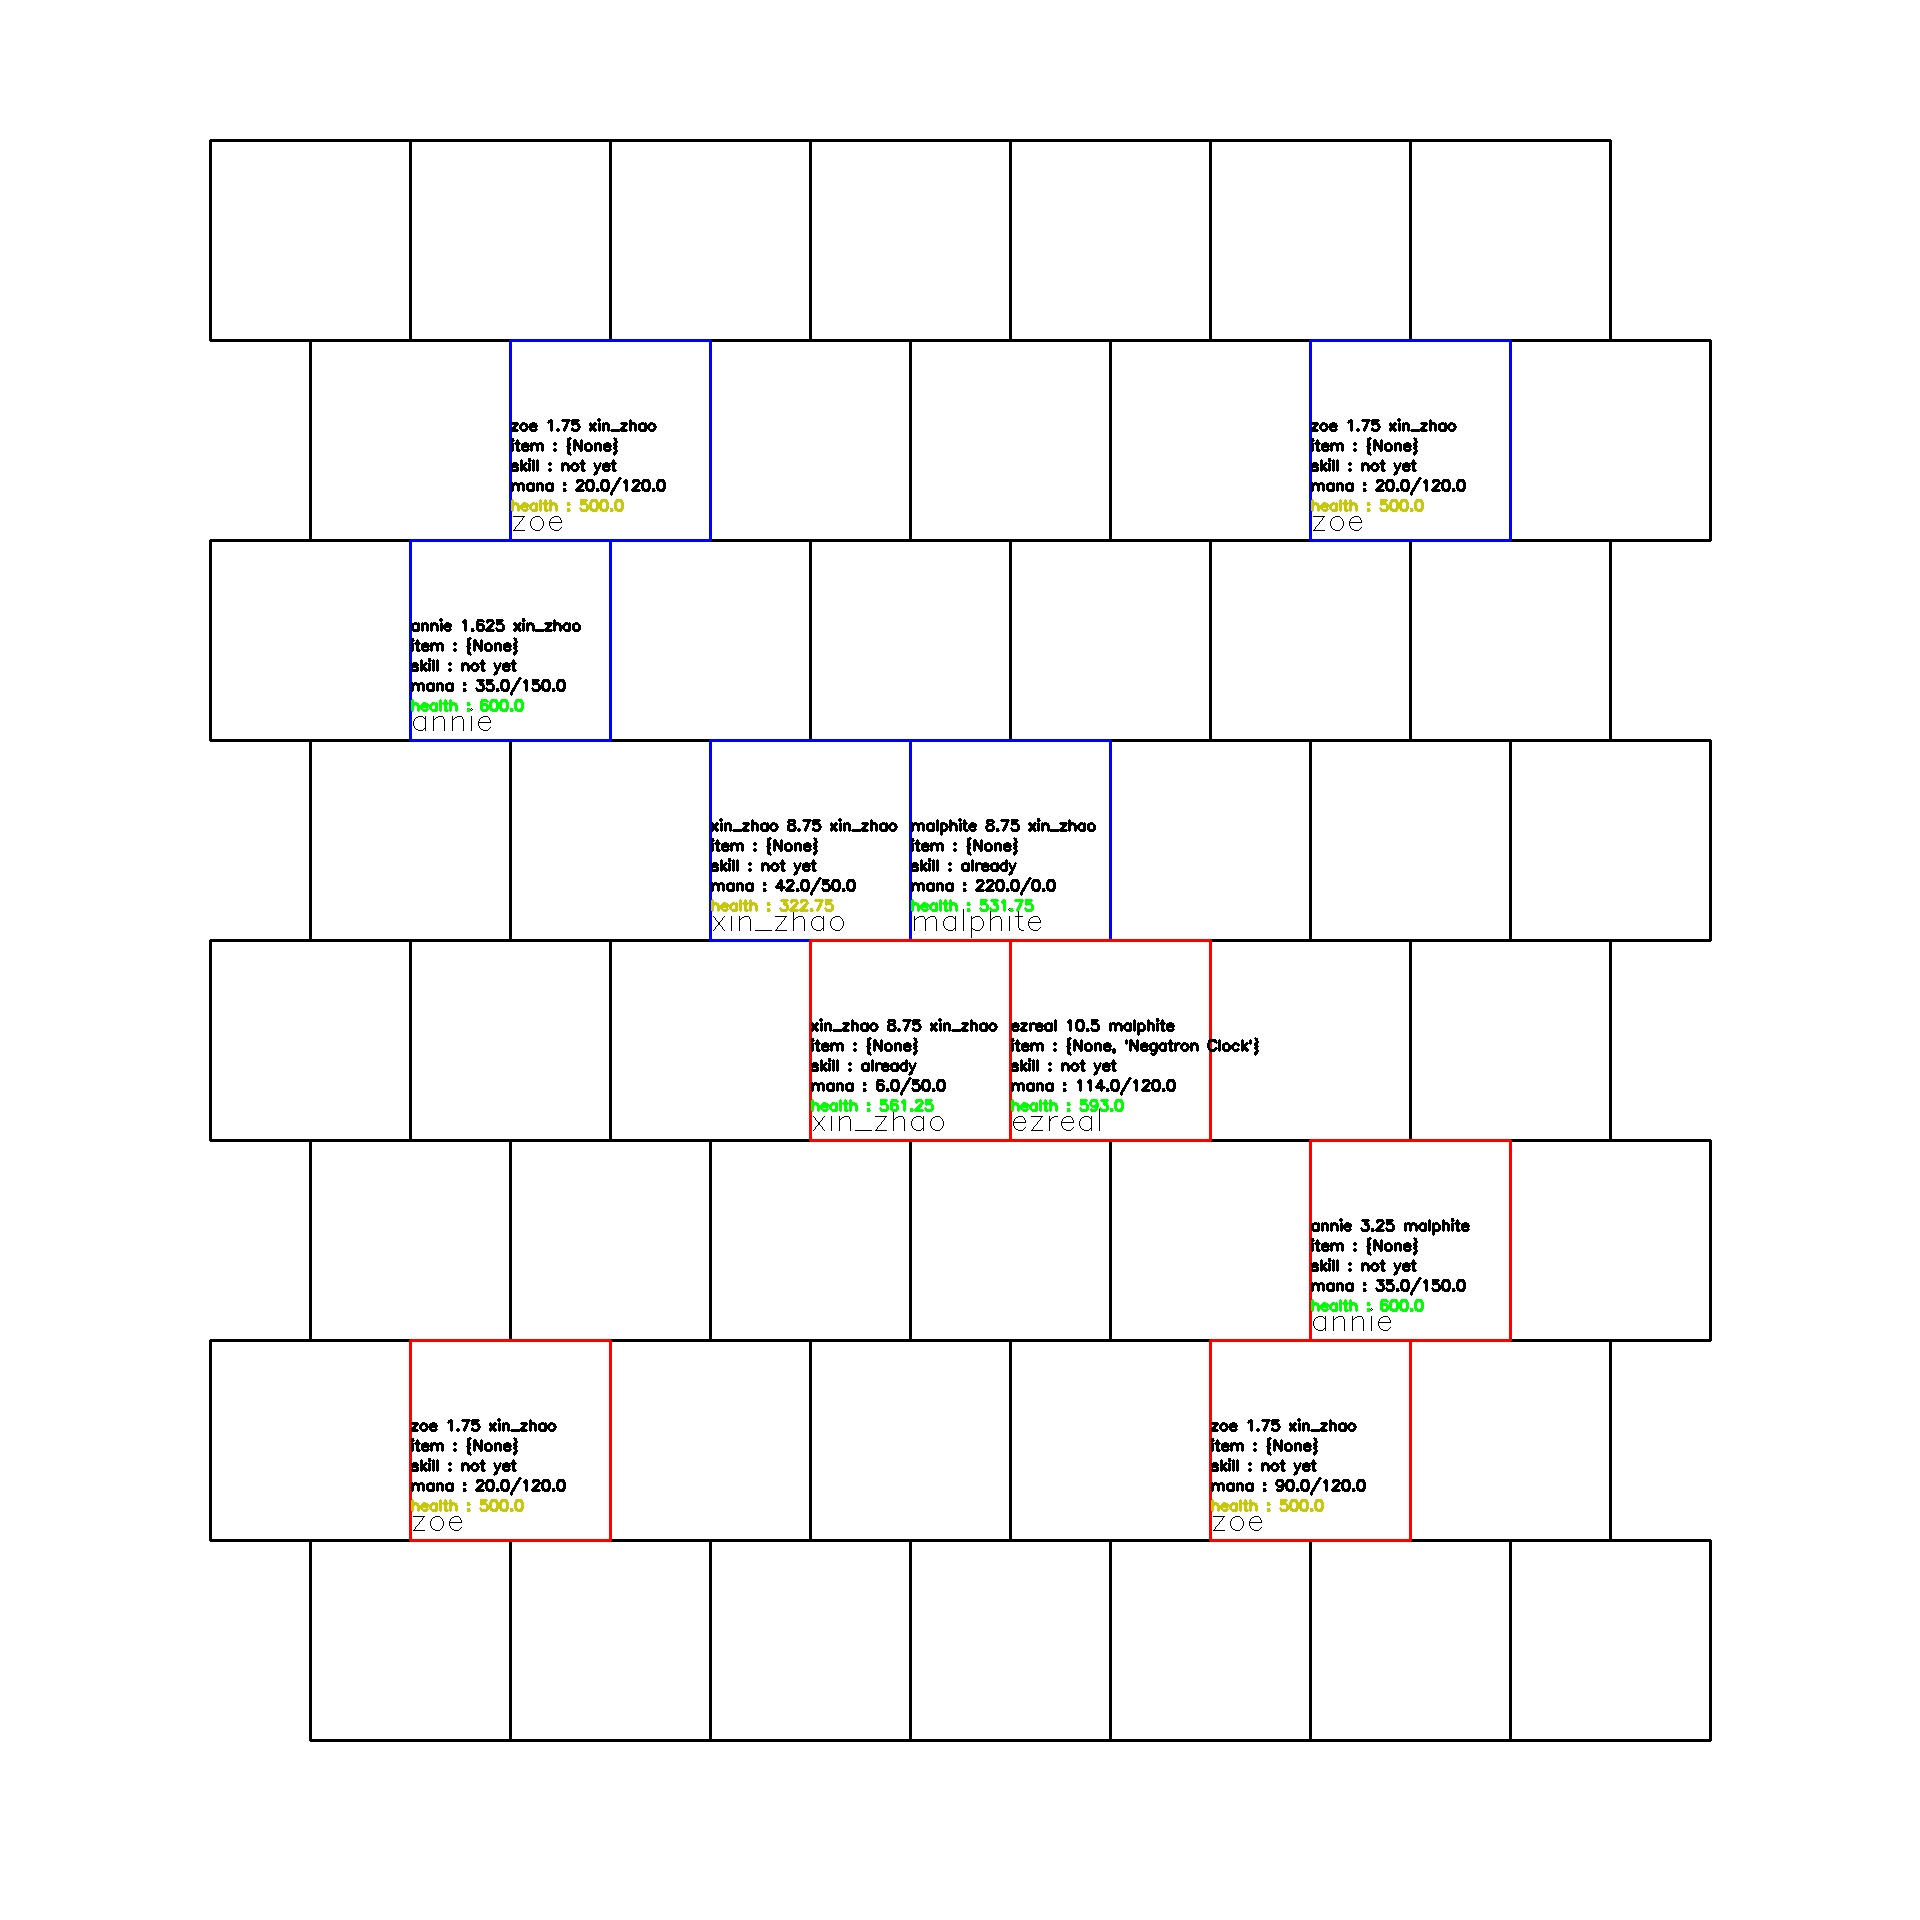 zoe 1.75 xin_zhao
item : {None}
skill : not yet
mana : 20.0/120.0
health : 500.0
zoe
zoe 1.75 xin_zhao
item : {None}
skill : not yet
mana : 20.0/120.0
health : 500.0
zoe
annie 1.625 xin_zhao
item : {None}
skill : not yet
mana : 35.0/150.0
health : 600.0
annie
xin_zhao 8.75 xin_zhao
item : {None}
skill : not yet
mana : 42.0/50.0
health : 322.75
xin_zhao
malphite 8.75 xin_zhao
item : {None}
skill : already
mana : 220.0/0.0
health : 531.75
malphite
xin_zhao 8.75 xin_zhao
item : {None}
skill : already
mana : 6.0/50.0
health : 561.25
xin_zhao
ezreal 10.5 malphite
item : {None, 'Negatron Clock'}
skill : not yet
mana : 114.0/120.0
health : 593.0
ezreal
annie 3.25 malphite
item : {None}
skill : not yet
mana : 35.0/150.0
health : 600.0
annie
zoe 1.75 xin_zhao
item : {None}
skill : not yet
mana : 20.0/120.0
health : 500.0
zoe
zoe 1.75 xin_zhao
item : {None}
skill : not yet
mana : 90.0/120.0
health : 500.0
zoe